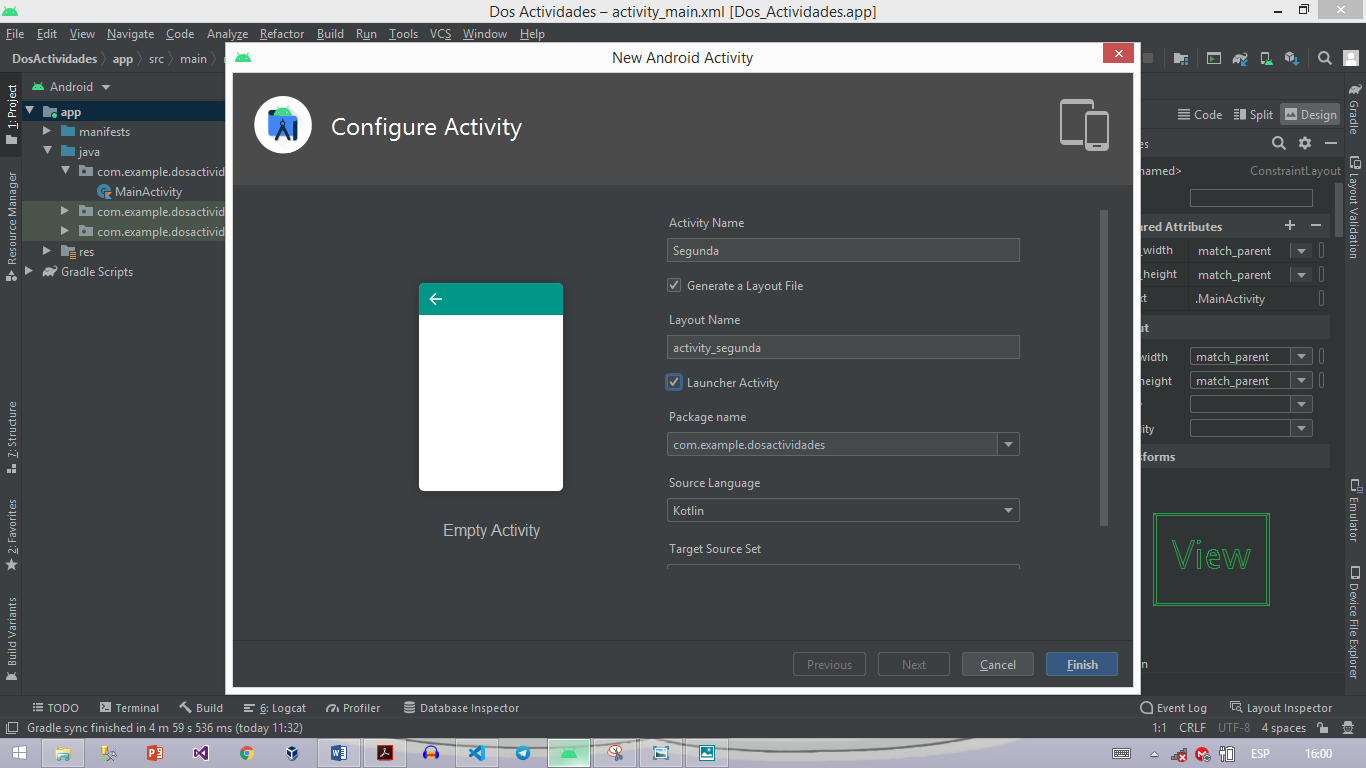 Dos Actividades – activity_main.xml [Dos_Actividades.app]
File Edit View Navigate Code Analyze Refactor Build Run Tools VCS Window Help
DosActividades app src main
New Android Activity
1: Project
Resource Manager
7: Structure
2: Favorites
Build Variants
Android
app
manifests
java
com.example.dosactivid
MainActivity
com.example.dosactivid
com.example.dosactivid
res
Gradle Scripts
Configure Activity
Activity Name
Segunda
Generate a Layout File
Layout Name
activity_segunda
Launcher Activity
Package name
com.example.dosactividades
Source Language
Kotlin
Target Source Set
Empty Activity
Previous Next Cancel Finish
Code Split Design
es
named> ConstraintLayout
ared Attributes
_width match_parent
_height match_parent
xt .MainActivity
ut
width match_parent
height match_parent
ity
sforms
View
n
Gradle
Layout Validation
Emulator
Device File Explorer
TODO Terminal Build 6: Logcat Profiler Database Inspector Event Log Layout Inspector
Gradle sync finished in 4 m 59 s 536 ms (today 11:32) 1:1 CRLF UTF-8 4 spaces
ESP 16:00